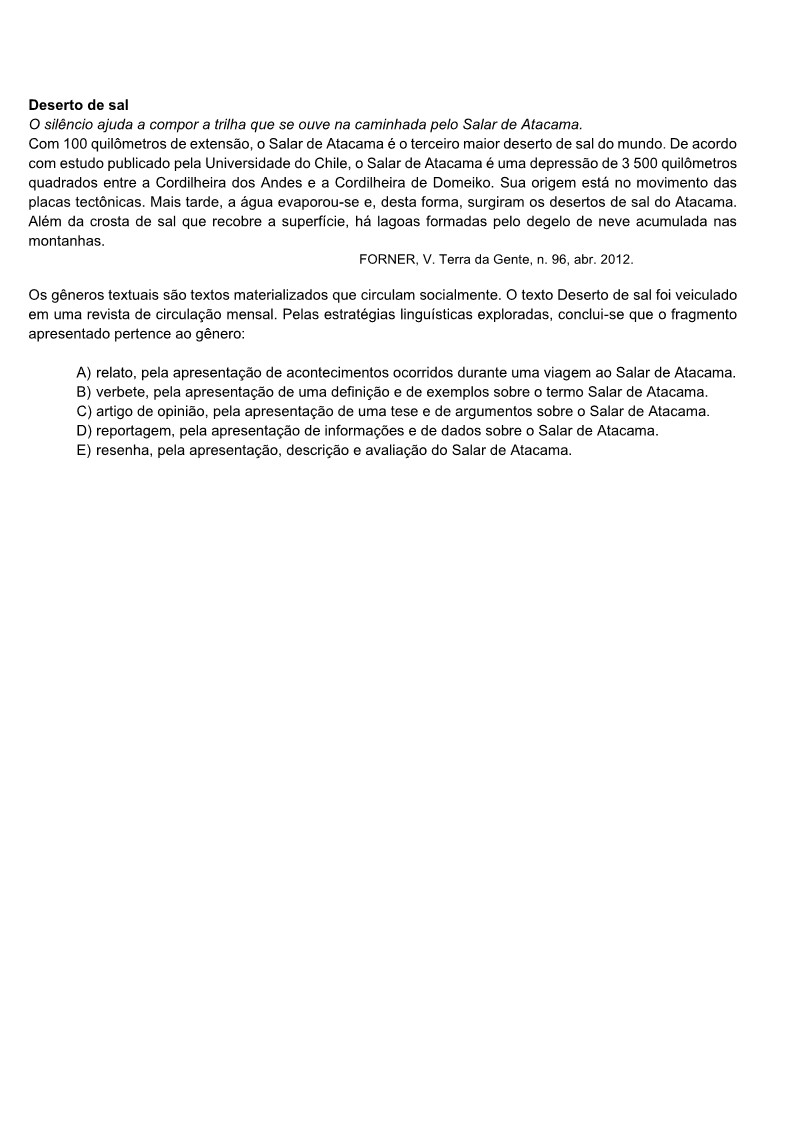 Deserto de sal
O silêncio ajuda a compor a trilha que se ouve na caminhada pelo Salar de Atacama.
Com 100 quilômetros de extensão, o Salar de Atacama é o terceiro maior deserto de sal do mundo. De acordo
com estudo publicado pela Universidade do Chile, o Salar de Atacama é uma depressão de 3 500 quilômetros
quadrados entre a Cordilheira dos Andes e a Cordilheira de Domeiko. Sua origem está no movimento das
placas tectônicas. Mais tarde, a água evaporou-se e, desta forma, surgiram os desertos de sal do Atacama.
Além da crosta de sal que recobre a superfície, há lagoas formadas pelo degelo de neve acumulada nas
montanhas.
FORNER, V. Terra da Gente, n. 96, abr. 2012.
Os gêneros textuais são textos materializados que circulam socialmente. O texto Deserto de sal foi veiculado
em uma revista de circulação mensal. Pelas estratégias linguísticas exploradas, conclui-se que o fragmento
apresentado pertence ao gênero:
A) relato, pela apresentação de acontecimentos ocorridos durante uma viagem ao Salar de Atacama.
B) verbete, pela apresentação de uma definição e de exemplos sobre o termo Salar de Atacama.
C) artigo de opinião, pela apresentação de uma tese e de argumentos sobre o Salar de Atacama.
D) reportagem, pela apresentação de informações e de dados sobre o Salar de Atacama.
E) resenha, pela apresentação, descrição e avaliação do Salar de Atacama.